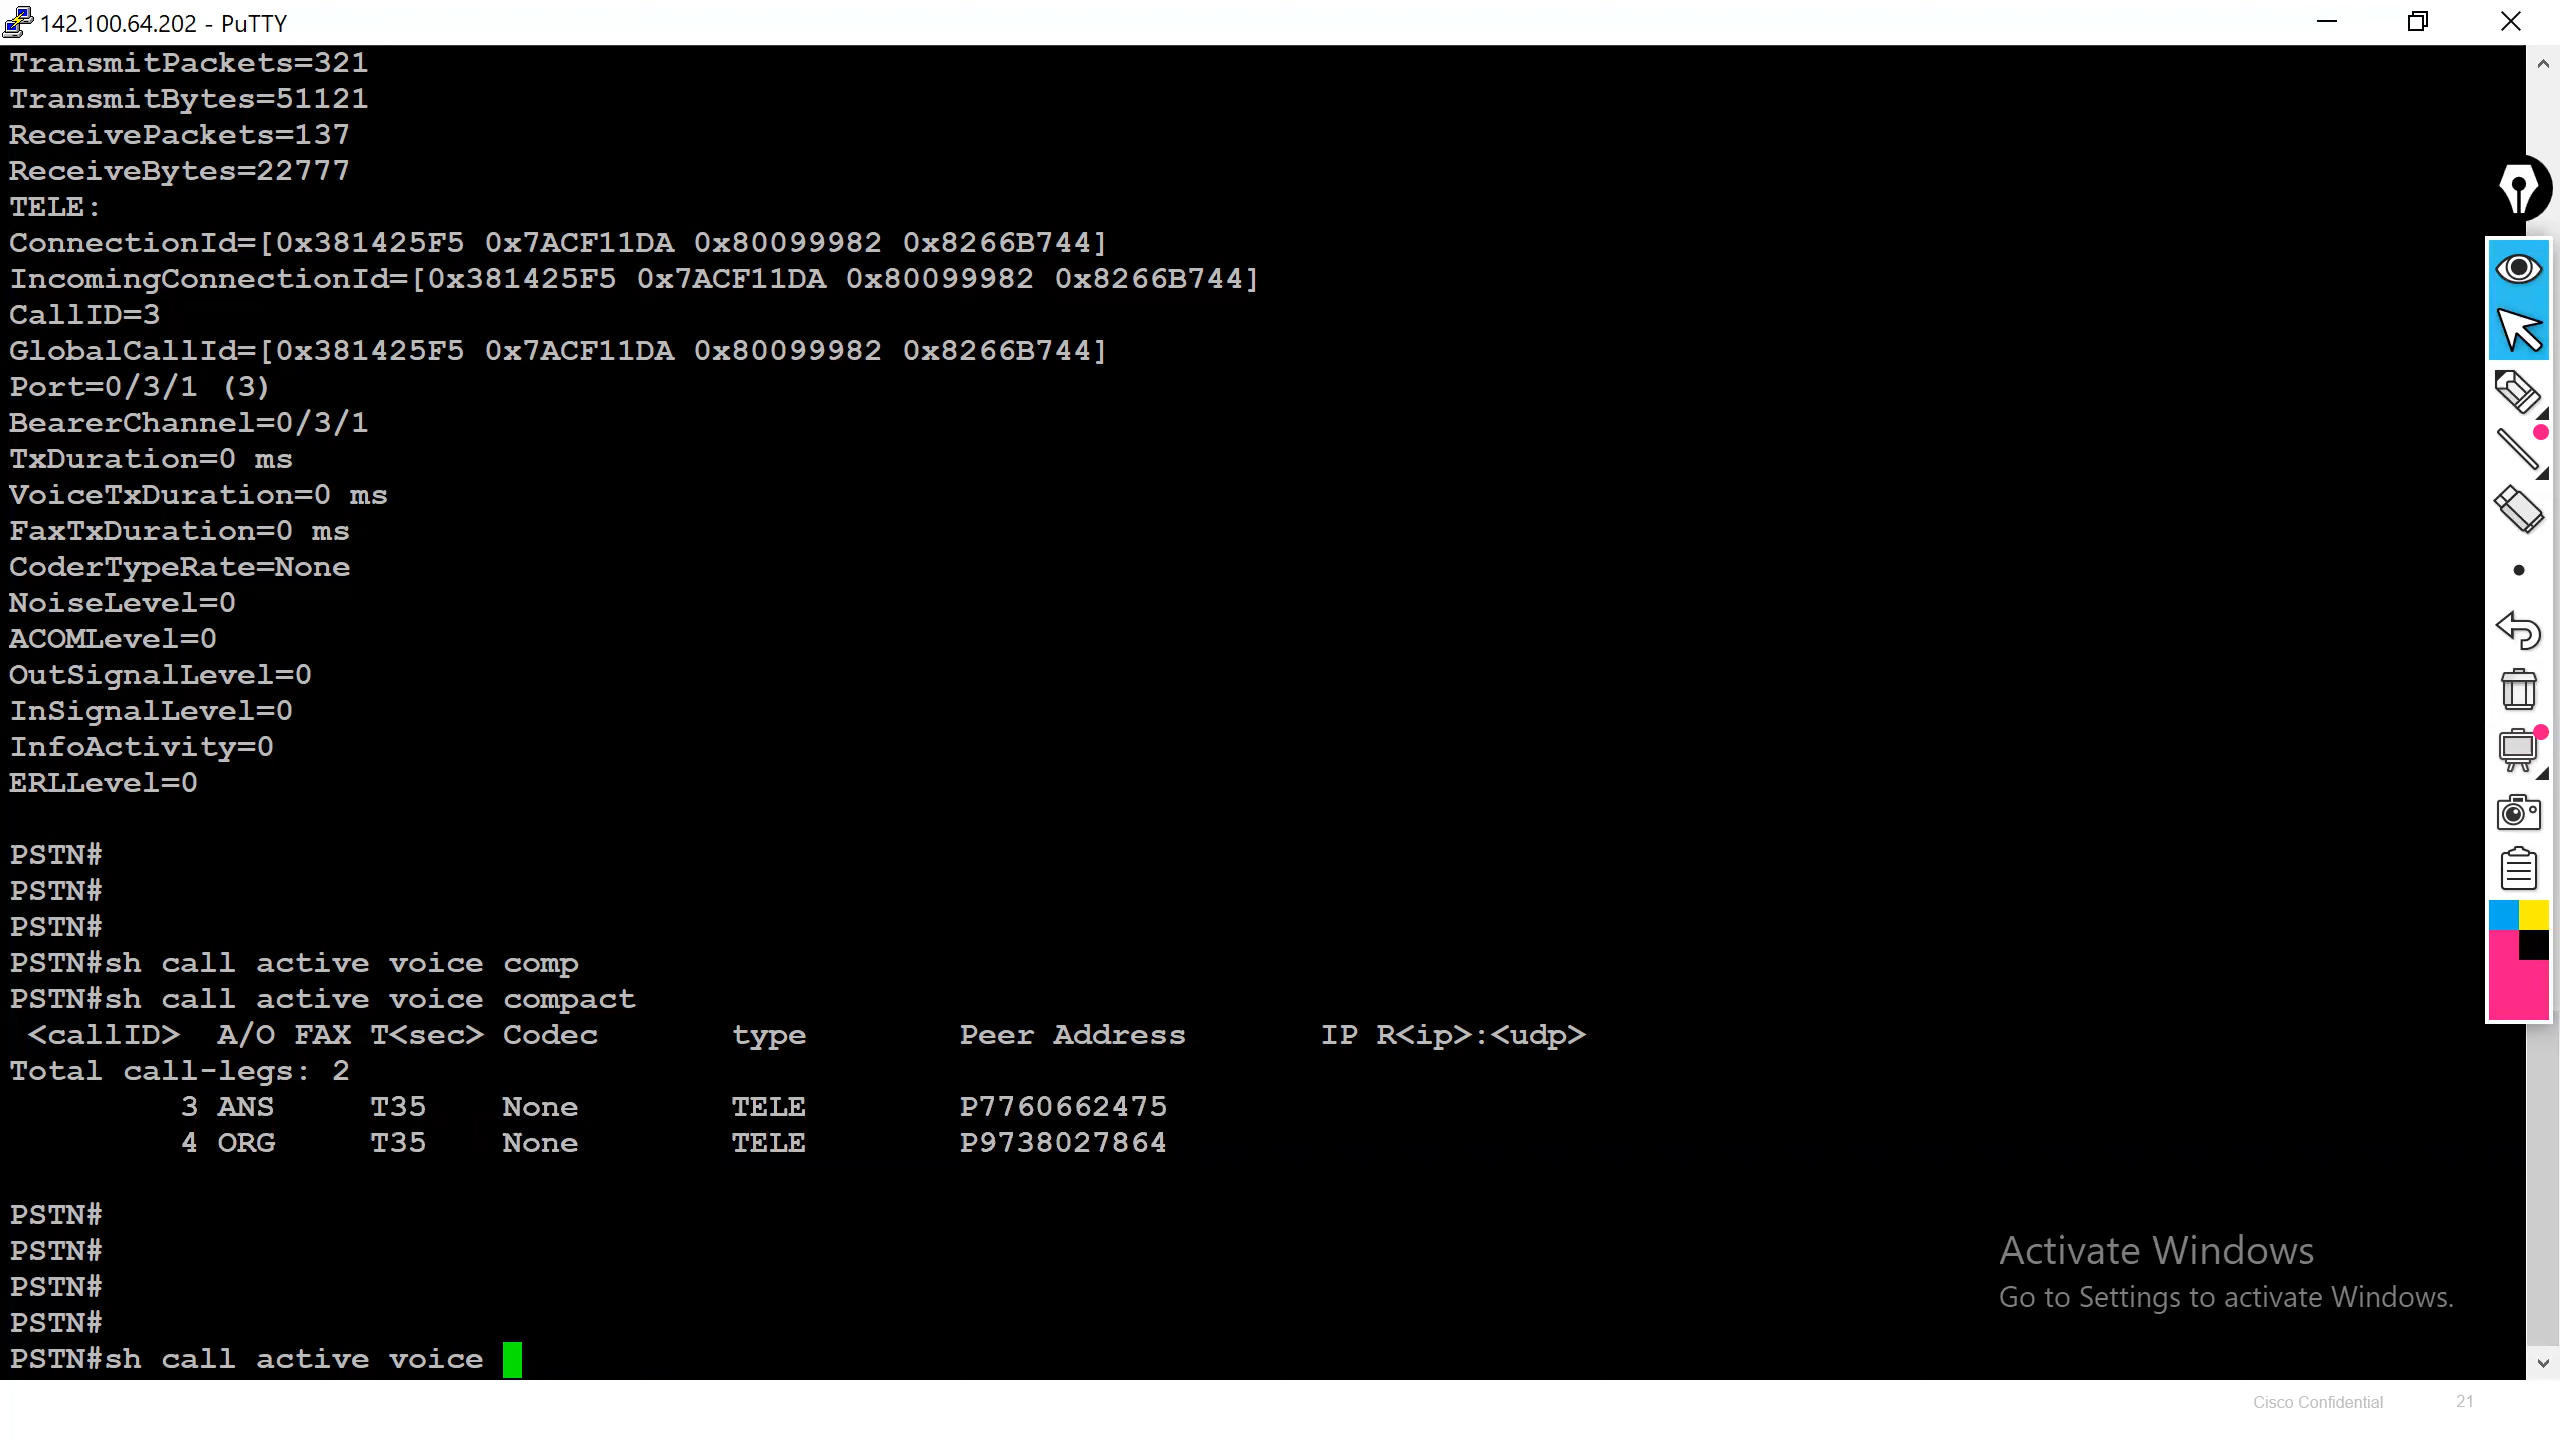 142.100.64.202 - PuTTY
TransmitPackets=321
TransmitBytes=51121
ReceivePackets=137
ReceiveBytes=22777
TELE:
ConnectionId=[0x381425F5 0x7ACF11DA 0x80099982 0x8266B744]
IncomingConnectionId=[0x381425F5 0x7ACF11DA 0x80099982 0x8266B744]
CallID=3
GlobalCallId=[0x381425F5 0x7ACF11DA 0x80099982 0x8266B744]
Port=0/3/1 (3)
BearerChannel=0/3/1
TxDuration=0 ms
VoiceTxDuration=0 ms
FaxTxDuration=0 ms
CoderTypeRate=None
NoiseLevel=0
ACOMLevel=0
OutSignalLevel=0
InSignalLevel=0
InfoActivity=0
ERLLevel=0
PSTN#
PSTN#
PSTN#
PSTN#sh call active voice comp
PSTN#sh call active voice compact
<callID> A/O FAX T<sec> Codec type Peer Address IP R<ip>:<udp>
Total call-legs: 2
3 ANS T35 None TELE P7760662475
4 ORG T35 None TELE P9738027864
PSTN#
PSTN#
PSTN#
PSTN#
PSTN#sh call active voice
Activate Windows
Go to Settings to activate Windows.
Cisco Confidential 21